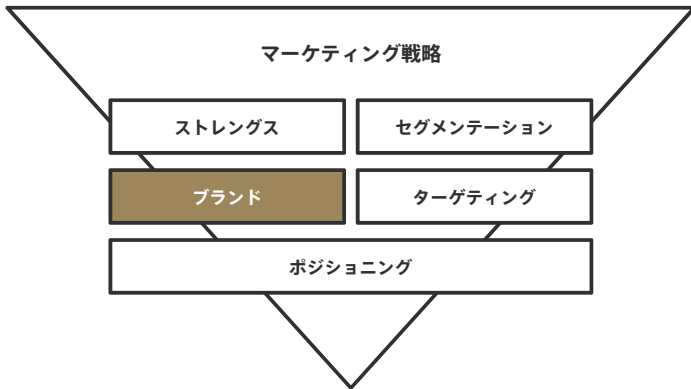 マーケティング戦略
ストレングス
セグメンテーション
ブランド
ターゲティング
ポジショニング